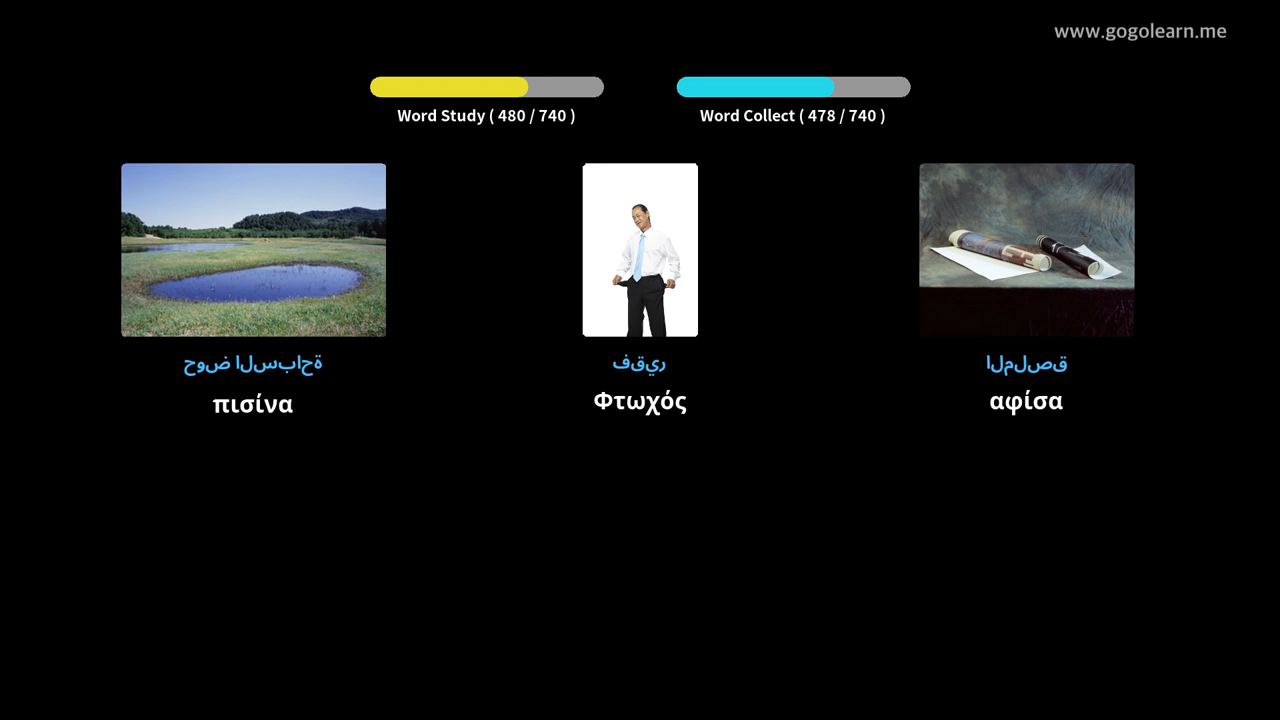 www.gogolearn.me
Word Study ( 480 / 740 )
Word Collect ( 478 / 740 )
حوض السباحة
πισίνα
فقير
Φτωχός
الملصق
αφίσα